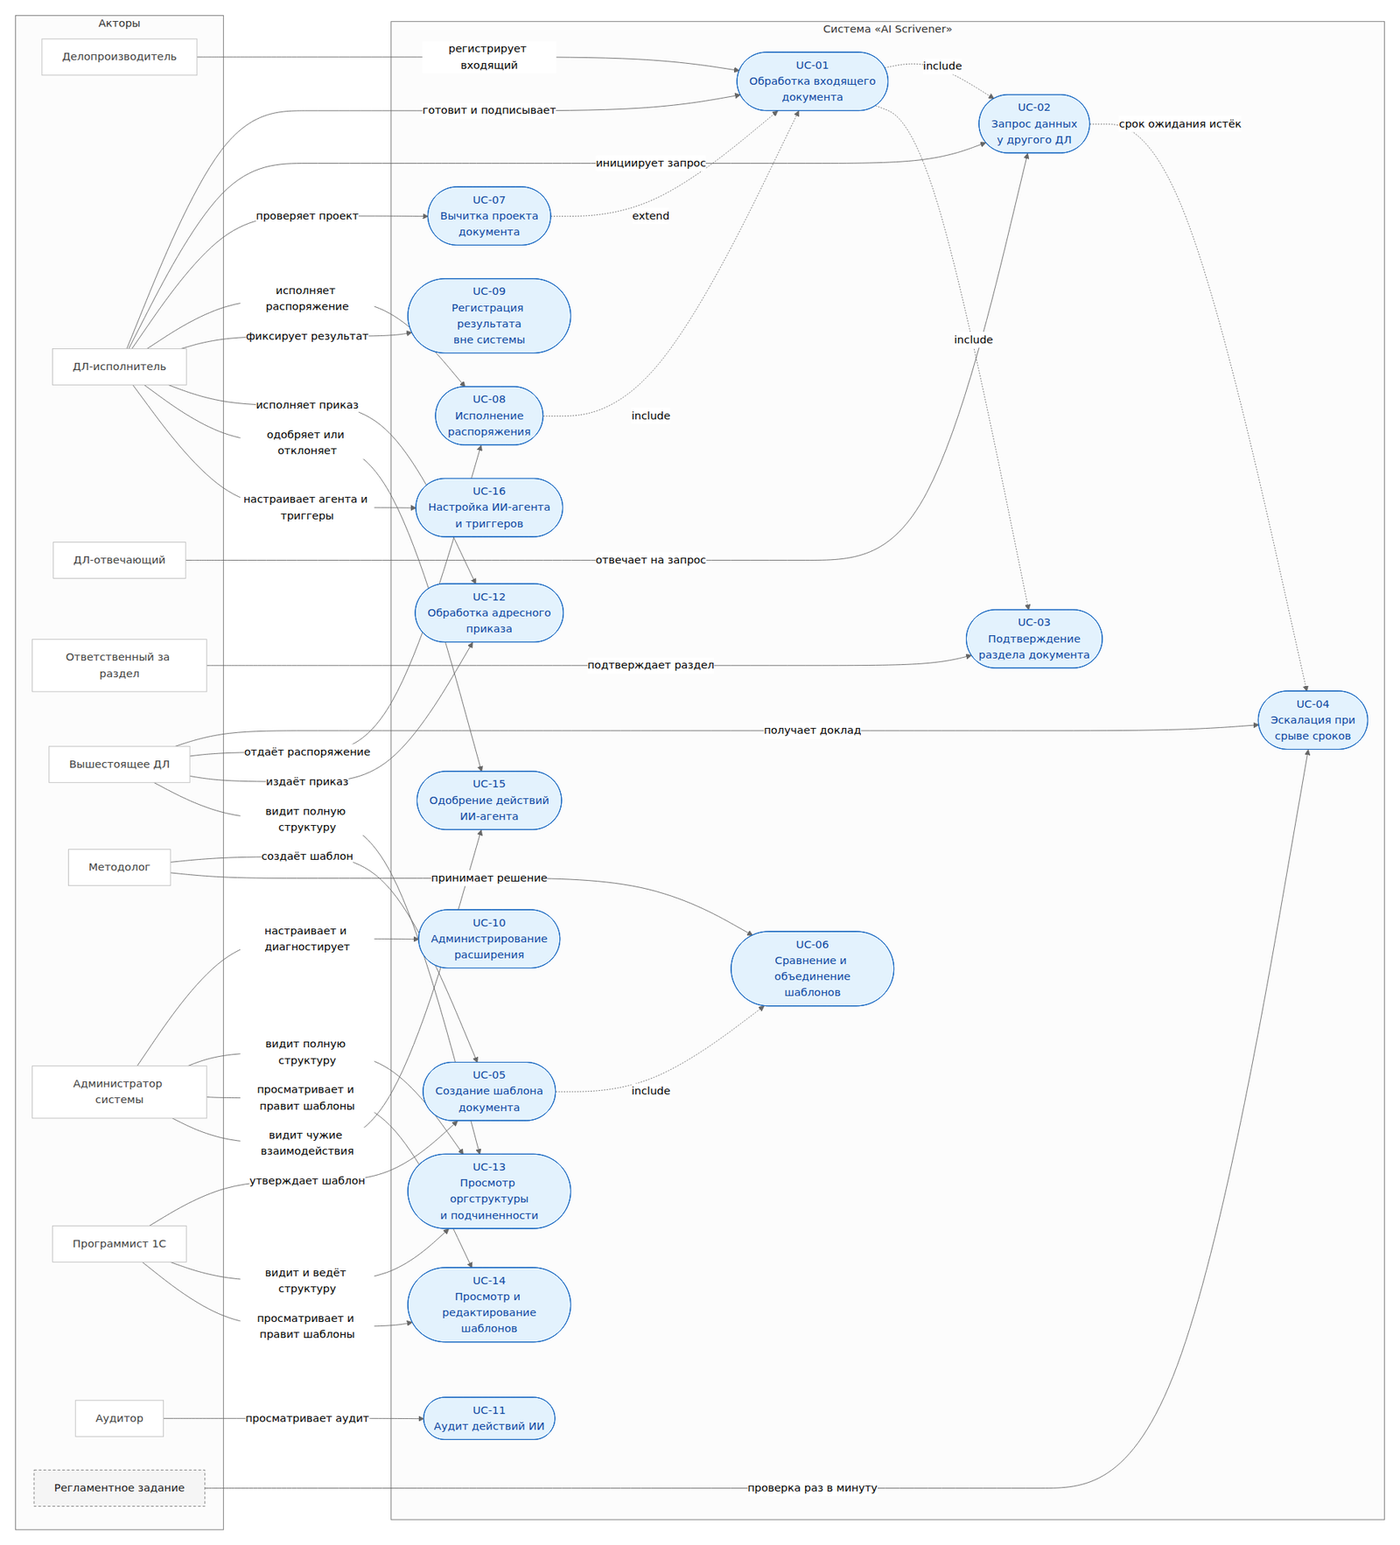 Акторы
Система «AI Scrivener»
Делопроизводитель
регистрирует
входящий
UC-01
Обработка входящего
документа
include
UC-02
Запрос данных
у другого ДЛ
срок ожидания истёк
готовит и подписывает
инициирует запрос
проверяет проект
UC-07
Вычитка проекта
документа
extend
исполняет
распоряжение
UC-09
Регистрация
результата
вне системы
фиксирует результат
include
ДЛ-исполнитель
исполняет приказ
UC-08
Исполнение
распоряжения
include
одобряет или
отклоняет
настраивает агента и
триггеры
UC-16
Настройка ИИ-агента
и триггеров
ДЛ-отвечающий
отвечает на запрос
UC-12
Обработка адресного
приказа
UC-03
Подтверждение
раздела документа
Ответственный за
раздел
подтверждает раздел
UC-04
Эскалация при
срыве сроков
получает доклад
отдаёт распоряжение
Вышестоящее ДЛ
издаёт приказ
UC-15
Одобрение действий
ИИ-агента
видит полную
структуру
создаёт шаблон
Методолог
принимает решение
UC-10
Администрирование
расширения
настраивает и
диагностирует
UC-06
Сравнение и
объединение
шаблонов
видит полную
структуру
UC-05
Создание шаблона
документа
include
Администратор
системы
просматривает и
правит шаблоны
видит чужие
взаимодействия
утверждает шаблон
UC-13
Просмотр
оргструктуры
и подчиненности
Программист 1С
видит и ведёт
структуру
UC-14
Просмотр и
редактирование
шаблонов
просматривает и
правит шаблоны
Аудитор
просматривает аудит
UC-11
Аудит действий ИИ
Регламентное задание
проверка раз в минуту